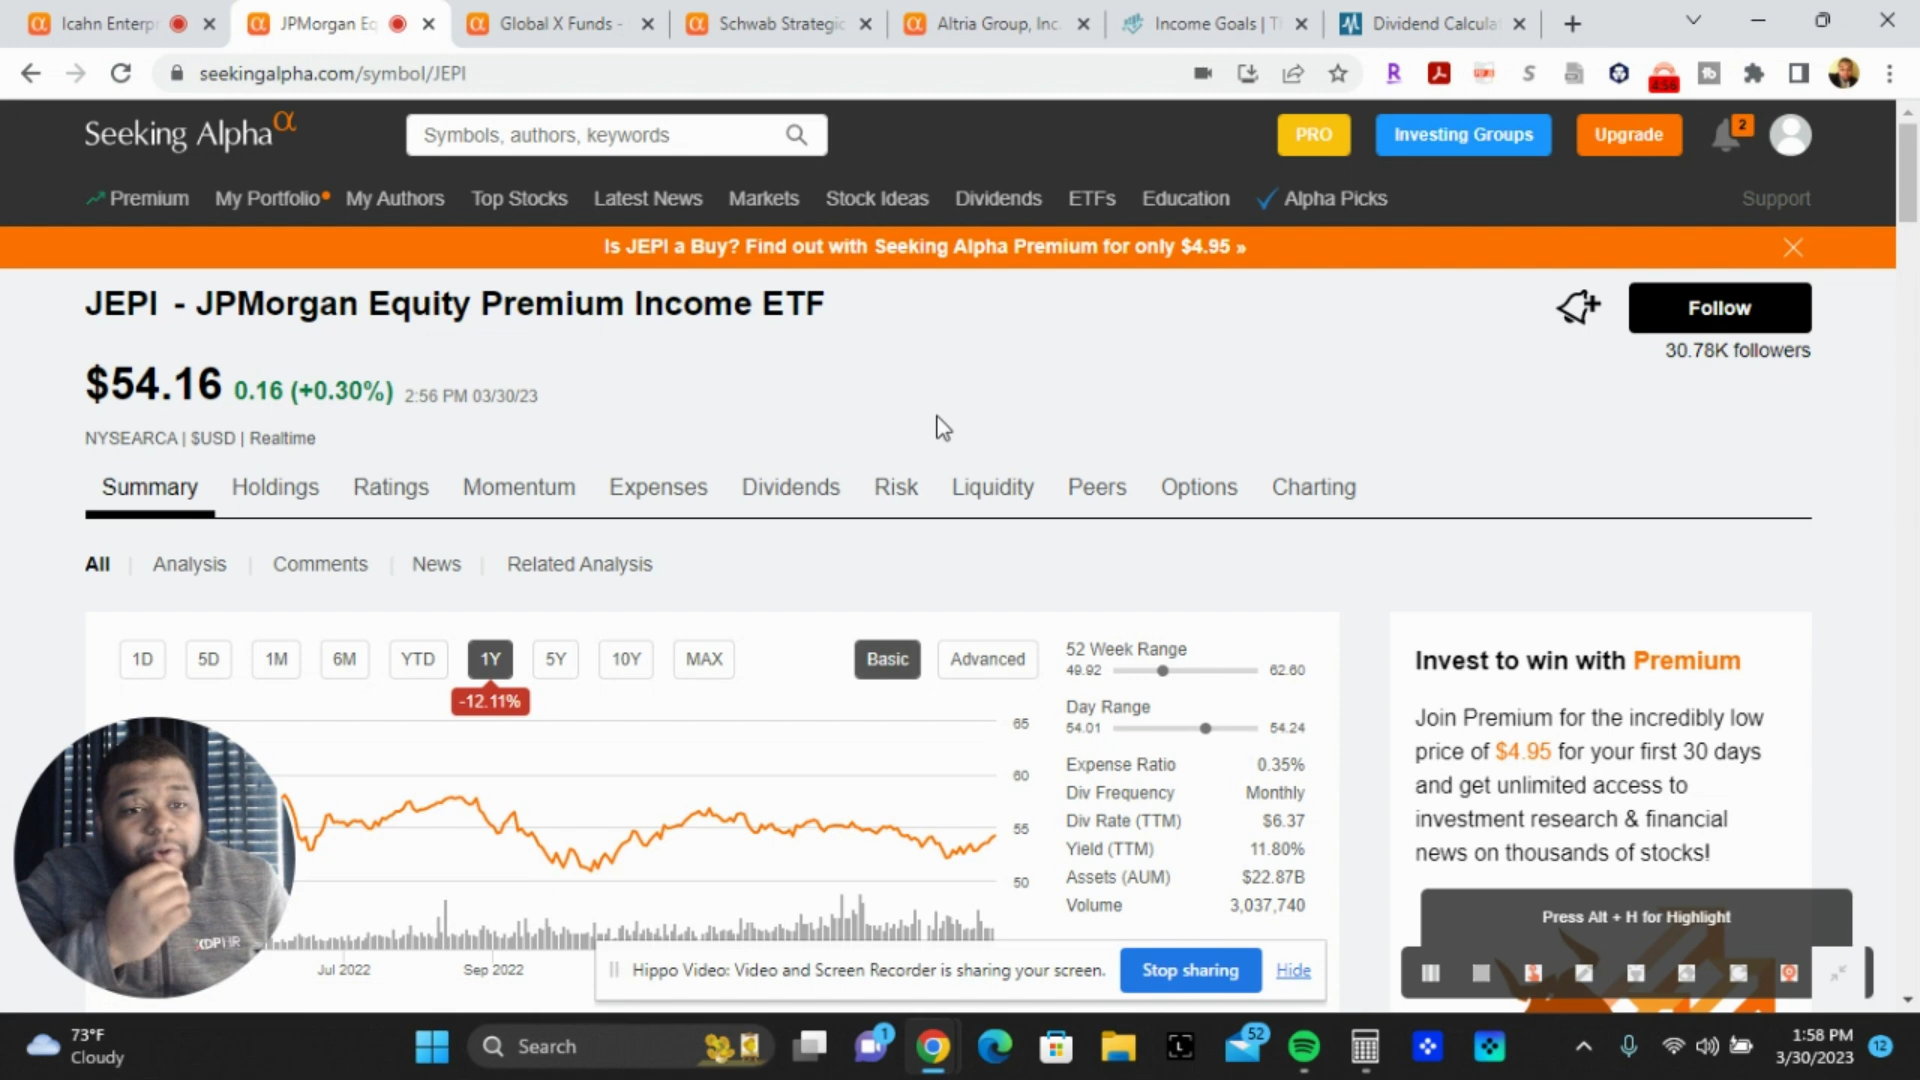 Icahn Enterpr
JPMorgan Eq
Global X Funds -
Schwab Strategic
Altria Group, Inc.
Income Goals | Th
Dividend Calcula
seekingalpha.com/symbol/JEPI
4:56
Seeking Alpha α
Symbols, authors, keywords
PRO
Investing Groups
Upgrade
2
Premium
My Portfolio
My Authors
Top Stocks
Latest News
Markets
Stock Ideas
Dividends
ETFs
Education
Alpha Picks
Support
Is JEPI a Buy? Find out with Seeking Alpha Premium for only $4.95 »
JEPI - JPMorgan Equity Premium Income ETF
Follow
30.78K followers
$54.16 0.16 (+0.30%) 2:56 PM 03/30/23
NYSEARCA | $USD | Realtime
Summary
Holdings
Ratings
Momentum
Expenses
Dividends
Risk
Liquidity
Peers
Options
Charting
All
Analysis
Comments
News
Related Analysis
1D
5D
1M
6M
YTD
1Y
5Y
10Y
MAX
-12.11%
Basic
Advanced
65
60
55
50
Jul 2022
Sep 2022
52 Week Range
49.92 62.60
Day Range
54.01 54.24
Expense Ratio 0.35%
Div Frequency Monthly
Div Rate (TTM) $6.37
Yield (TTM) 11.80%
Assets (AUM) $22.87B
Volume 3,037,740
Invest to win with Premium
Join Premium for the incredibly low
price of $4.95 for your first 30 days
and get unlimited access to
investment research & financial
news on thousands of stocks!
Press Alt + H for Highlight
Hippo Video: Video and Screen Recorder is sharing your screen.
Stop sharing
Hide
73°F
Cloudy
Search
1
52
1:58 PM
3/30/2023
12